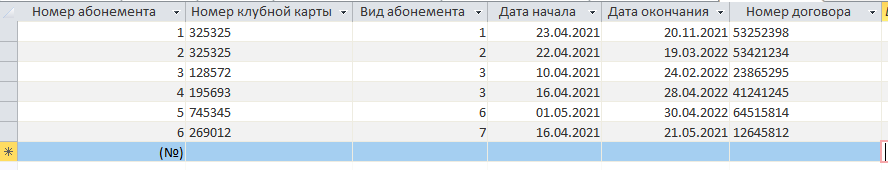 Номер абонемента Номер клубной карты Вид абонемента Дата начала Дата окончания Номер договора
1 325325 1 23.04.2021 20.11.2021 53252398
2 325325 2 22.04.2021 19.03.2022 53421234
3 128572 3 10.04.2021 24.02.2022 23865295
4 195693 3 16.04.2021 28.04.2022 41241245
5 745345 6 01.05.2021 30.04.2022 64515814
6 269012 7 16.04.2021 21.05.2021 12645812
(№)